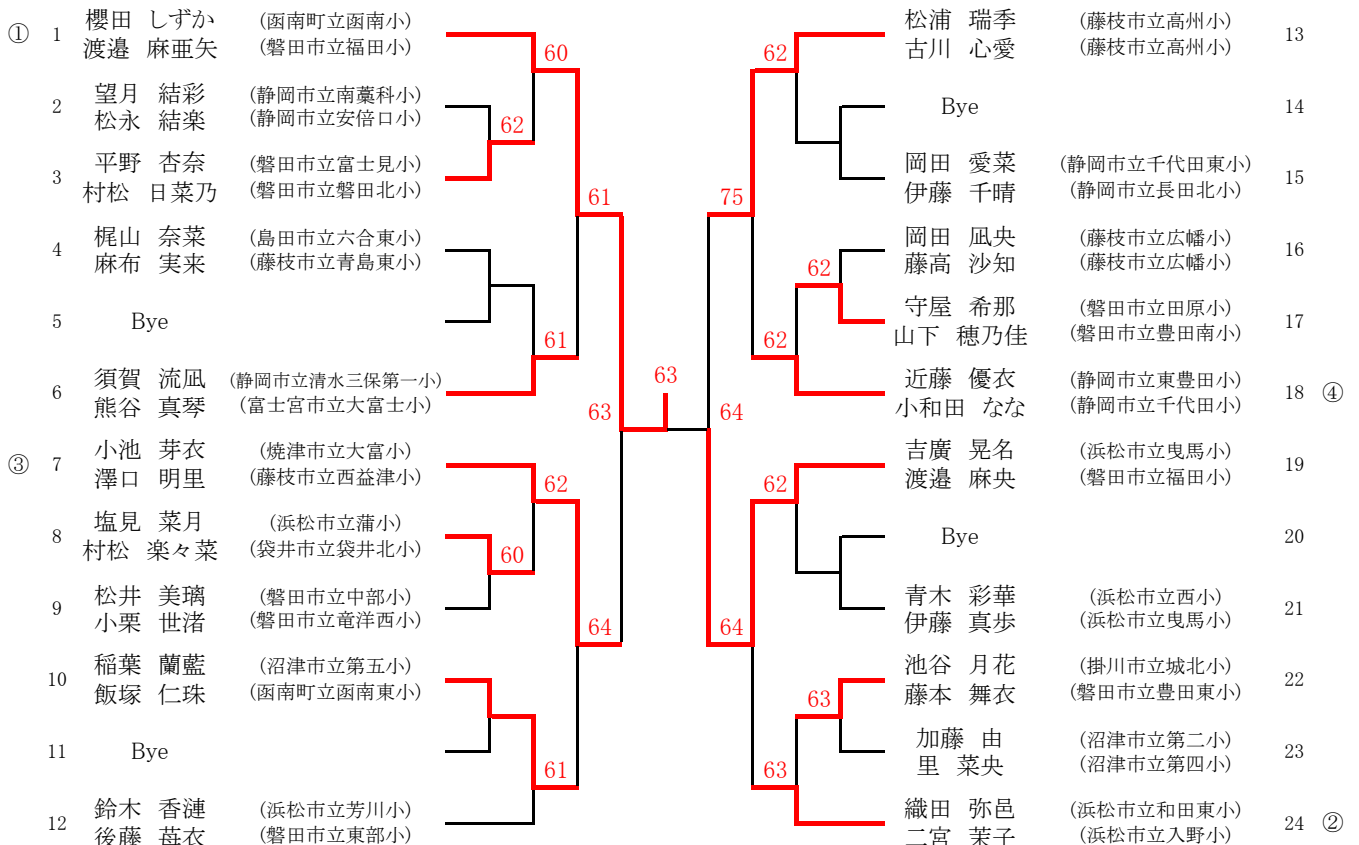 ① 1 櫻田 しずか (函南町立函南小)
渡邉 麻亜矢 (磐田市立福田小)
60
2 望月 結彩 (静岡市立南藁科小)
松永 結楽 (静岡市立安倍口小)
62
3 平野 杏奈 (磐田市立富士見小)
村松 日菜乃 (磐田市立磐田北小)
61
4 梶山 奈菜 (島田市立六合東小)
麻布 実来 (藤枝市立青島東小)
5 Bye
61
6 須賀 流凪 (静岡市立清水三保第一小)
熊谷 真琴 (富士宮市立大富士小)
63
63
③ 7 小池 芽衣 (焼津市立大富小)
澤口 明里 (藤枝市立西益津小)
62
8 塩見 菜月 (浜松市立蒲小)
村松 楽々菜 (袋井市立袋井北小)
60
9 松井 美璃 (磐田市立中部小)
小栗 世渚 (磐田市立竜洋西小)
64
10 稲葉 蘭藍 (沼津市立第五小)
飯塚 仁珠 (函南町立函南東小)
11 Bye
61
12 鈴木 香漣 (浜松市立芳川小)
後藤 苺衣 (磐田市立東部小)
松浦 瑞季 (藤枝市立高州小) 13
古川 心愛 (藤枝市立高州小)
62
Bye 14
岡田 愛菜 (静岡市立千代田東小) 15
伊藤 千晴 (静岡市立長田北小)
75
岡田 凪央 (藤枝市立広幡小) 16
藤高 沙知 (藤枝市立広幡小)
62
守屋 希那 (磐田市立田原小) 17
山下 穂乃佳 (磐田市立豊田南小)
62
近藤 優衣 (静岡市立東豊田小) 18 ④
小和田 なな (静岡市立千代田小)
64
吉廣 晃名 (浜松市立曳馬小) 19
渡邉 麻央 (磐田市立福田小)
62
Bye 20
青木 彩華 (浜松市立西小) 21
伊藤 真歩 (浜松市立曳馬小)
64
池谷 月花 (掛川市立城北小) 22
藤本 舞衣 (磐田市立豊田東小)
63
加藤 由 (沼津市立第二小) 23
里 菜央 (沼津市立第四小)
63
織田 弥邑 (浜松市立和田東小) 24 ②
二宮 茉子 (浜松市立入野小)